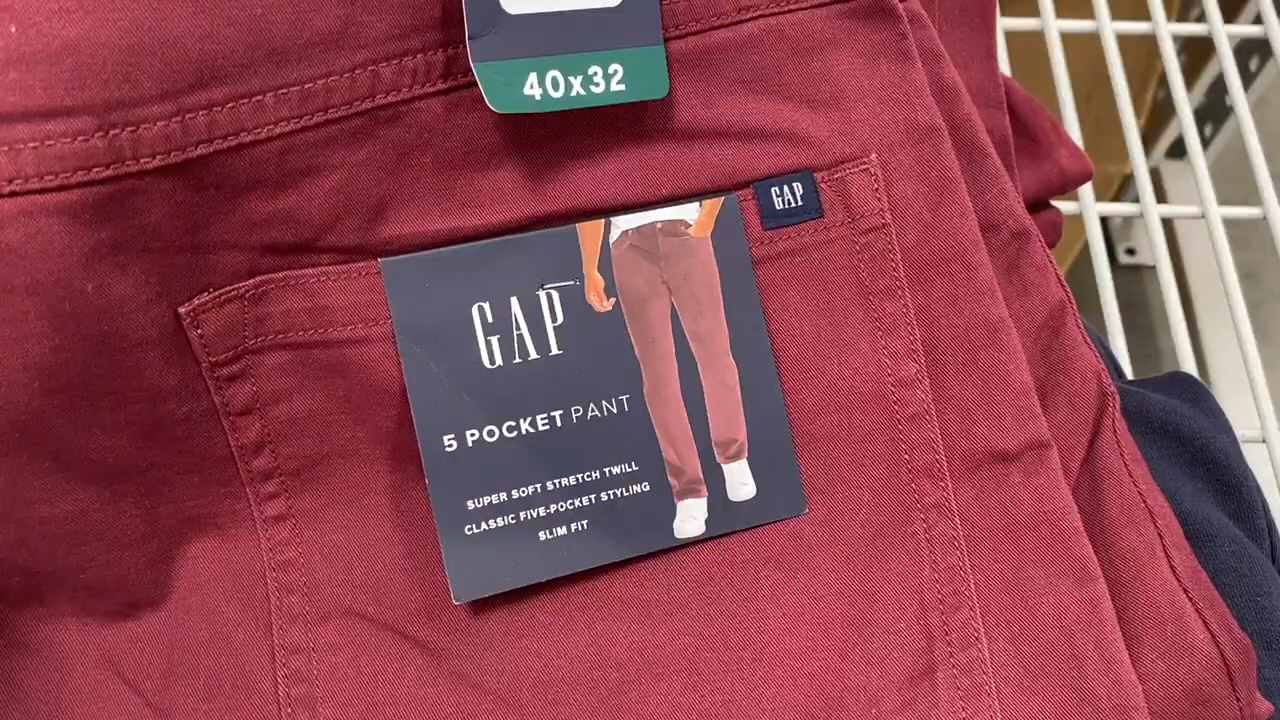 40x32
GAP
GAP
5 POCKET PANT
SUPER SOFT STRETCH TWILL
CLASSIC FIVE-POCKET STYLING
SLIM FIT